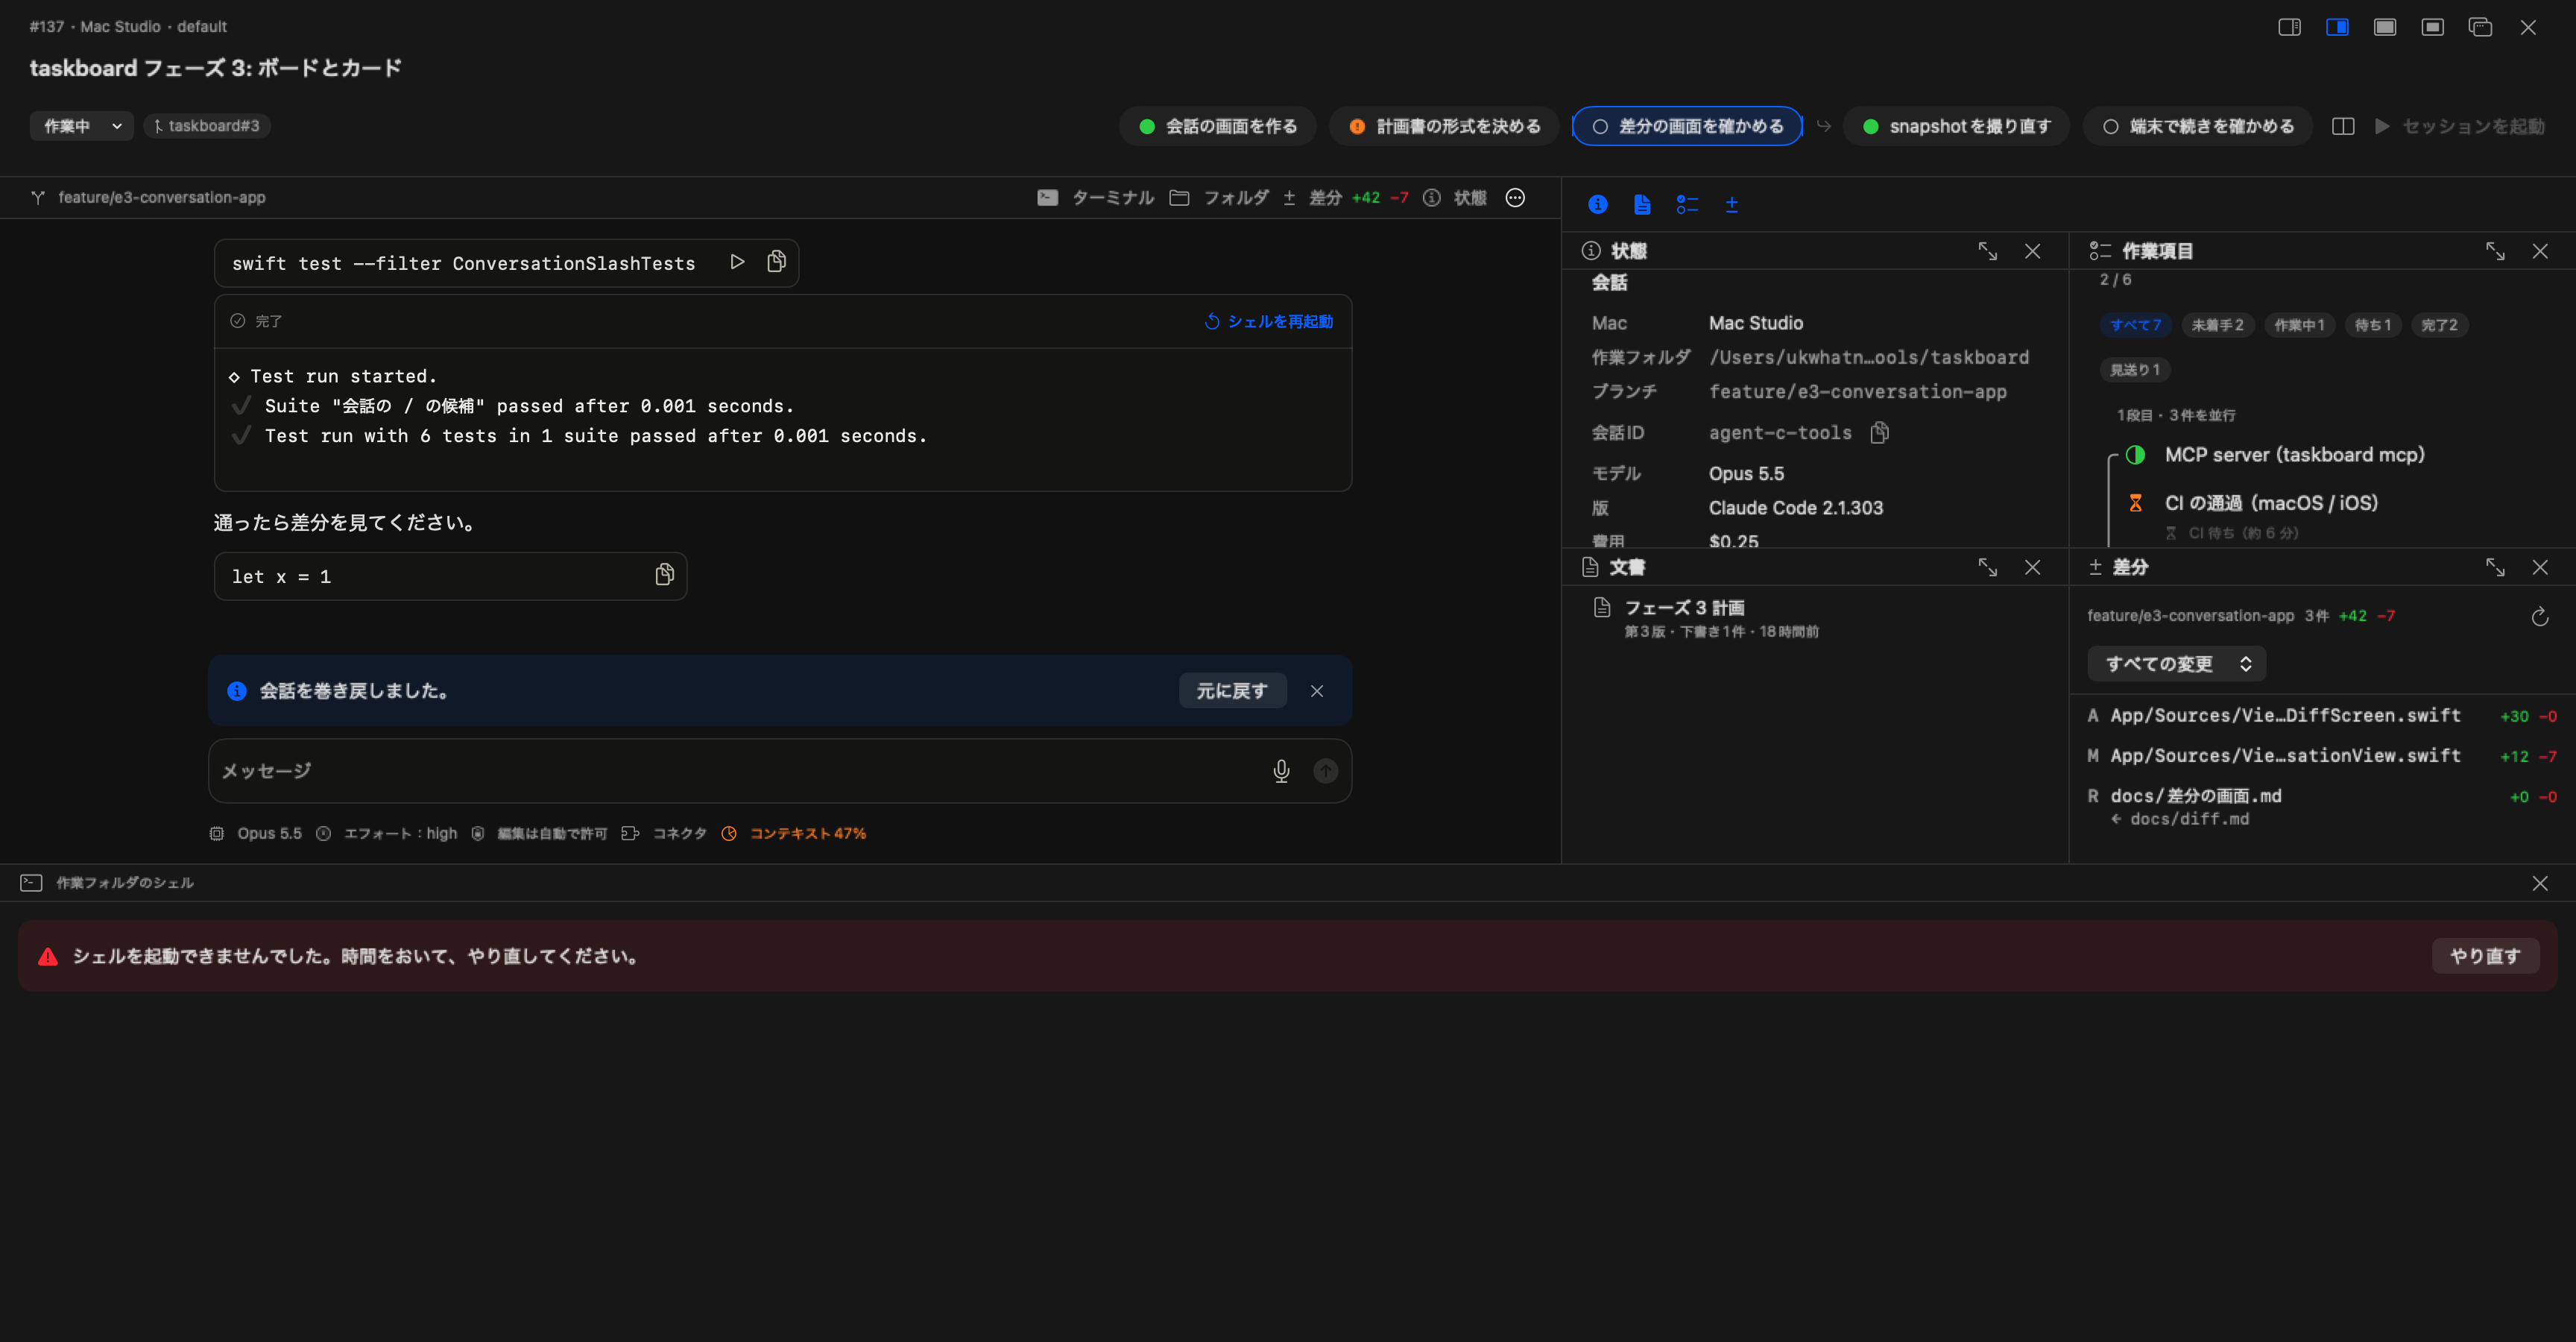 #137・Mac Studio・default
taskboard フェーズ 3: ボードとカード
作業中
taskboard#3
会話の画面を作る
計画書の形式を決める
差分の画面を確かめる
snapshotを撮り直す
端末で続きを確かめる
セッションを起動
feature/e3-conversation-app
ターミナル
フォルダ
差分 +42 −7
状態
swift test --filter ConversationSlashTests
完了
シェルを再起動
◇ Test run started.
✔ Suite "会話の / の候補" passed after 0.001 seconds.
✔ Test run with 6 tests in 1 suite passed after 0.001 seconds.
通ったら差分を見てください。
let x = 1
会話を巻き戻しました。
元に戻す
メッセージ
Opus 5.5
エフォート：high
編集は自動で許可
コネクタ
コンテキスト47%
状態
会話
Mac Mac Studio
作業フォルダ /Users/ukwhatn…ools/taskboard
ブランチ feature/e3-conversation-app
会話ID agent-c-tools
モデル Opus 5.5
版 Claude Code 2.1.303
費用 $0.25
作業項目
2 / 6
すべて7
未着手2
作業中1
待ち1
完了2
見送り1
1段目・3件を並行
MCP server（taskboard mcp）
CI の通過（macOS / iOS）
CI 待ち（約 6 分）
文書
フェーズ 3 計画
第3版・下書き1件・18時間前
± 差分
feature/e3-conversation-app 3件 +42 −7
すべての変更
A App/Sources/Vie…DiffScreen.swift +30 −0
M App/Sources/Vie…sationView.swift +12 −7
R docs/差分の画面.md +0 −0
← docs/diff.md
作業フォルダのシェル
シェルを起動できませんでした。時間をおいて、やり直してください。
やり直す